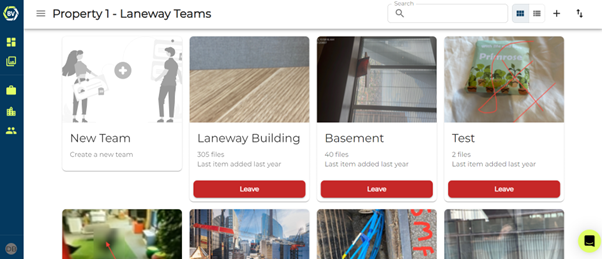 BV
Property 1 - Laneway Teams
Search
New Team
Create a new team
Laneway Building
305 files
Last item added last year
Leave
Basement
40 files
Last item added last year
Leave
Primrose
Test
2 files
Last item added last year
Leave